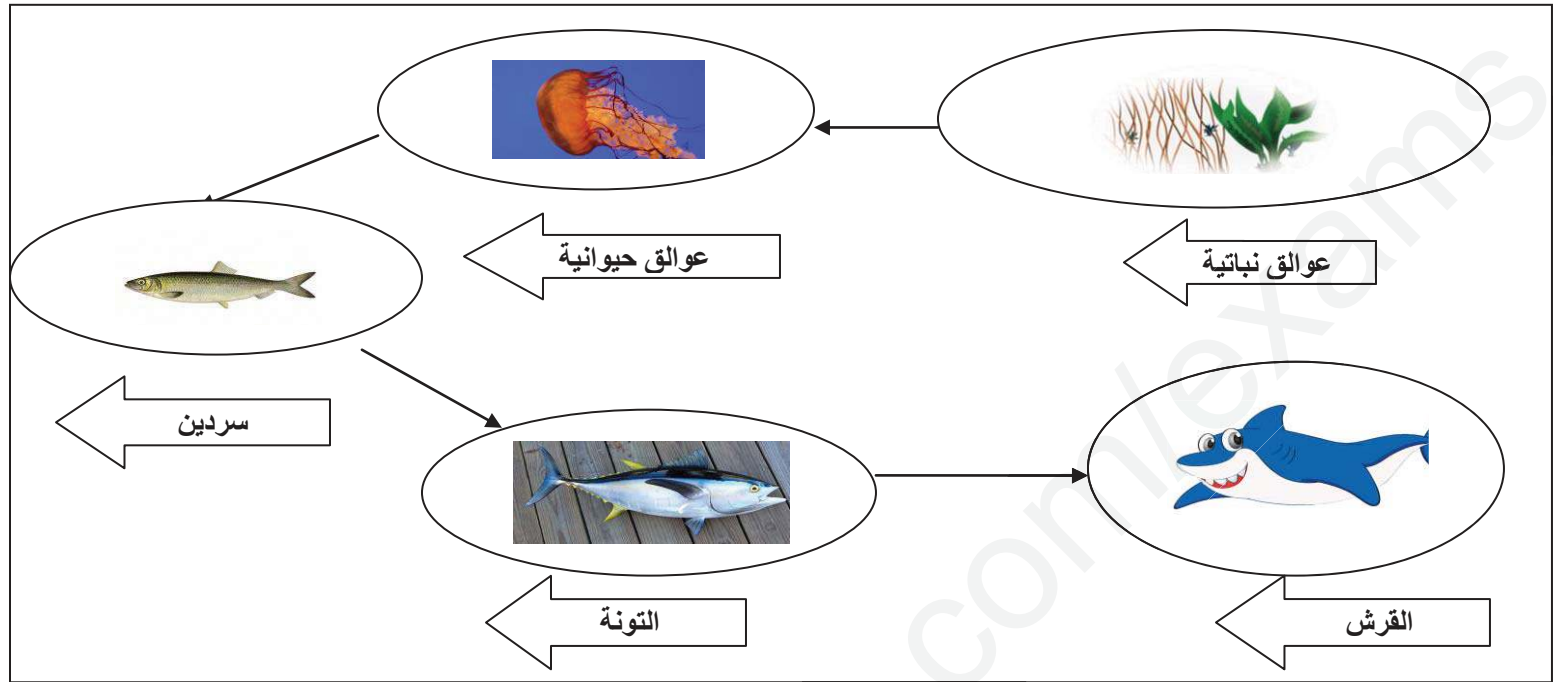 عوالق نباتية
عوالق حيوانية
سردين
التونة
القرش
com/exams